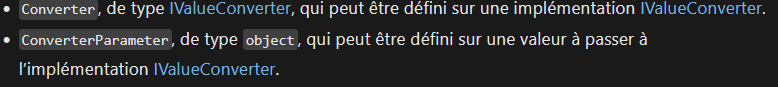 • Converter, de type IValueConverter, qui peut être défini sur une implémentation IValueConverter.
• ConverterParameter, de type object, qui peut être défini sur une valeur à passer à
l’implémentation IValueConverter.